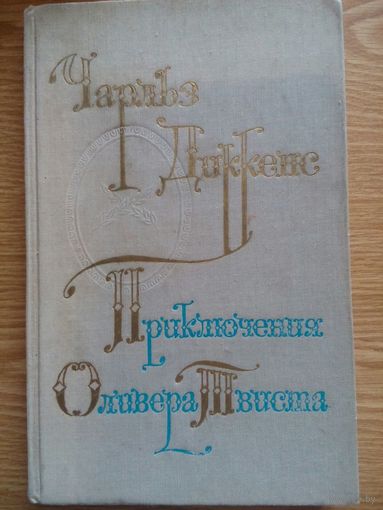 Чарльз
Диккенс
Приключения
Оливера Твиста